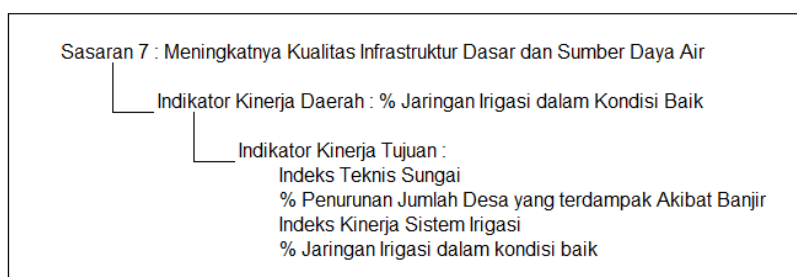 Sasaran 7 : Meningkatnya Kualitas Infrastruktur Dasar dan Sumber Daya Air
Indikator Kinerja Daerah : % Jaringan Irigasi dalam Kondisi Baik
Indikator Kinerja Tujuan :
Indeks Teknis Sungai
% Penurunan Jumlah Desa yang terdampak Akibat Banjir
Indeks Kinerja Sistem Irigasi
% Jaringan Irigasi dalam kondisi baik